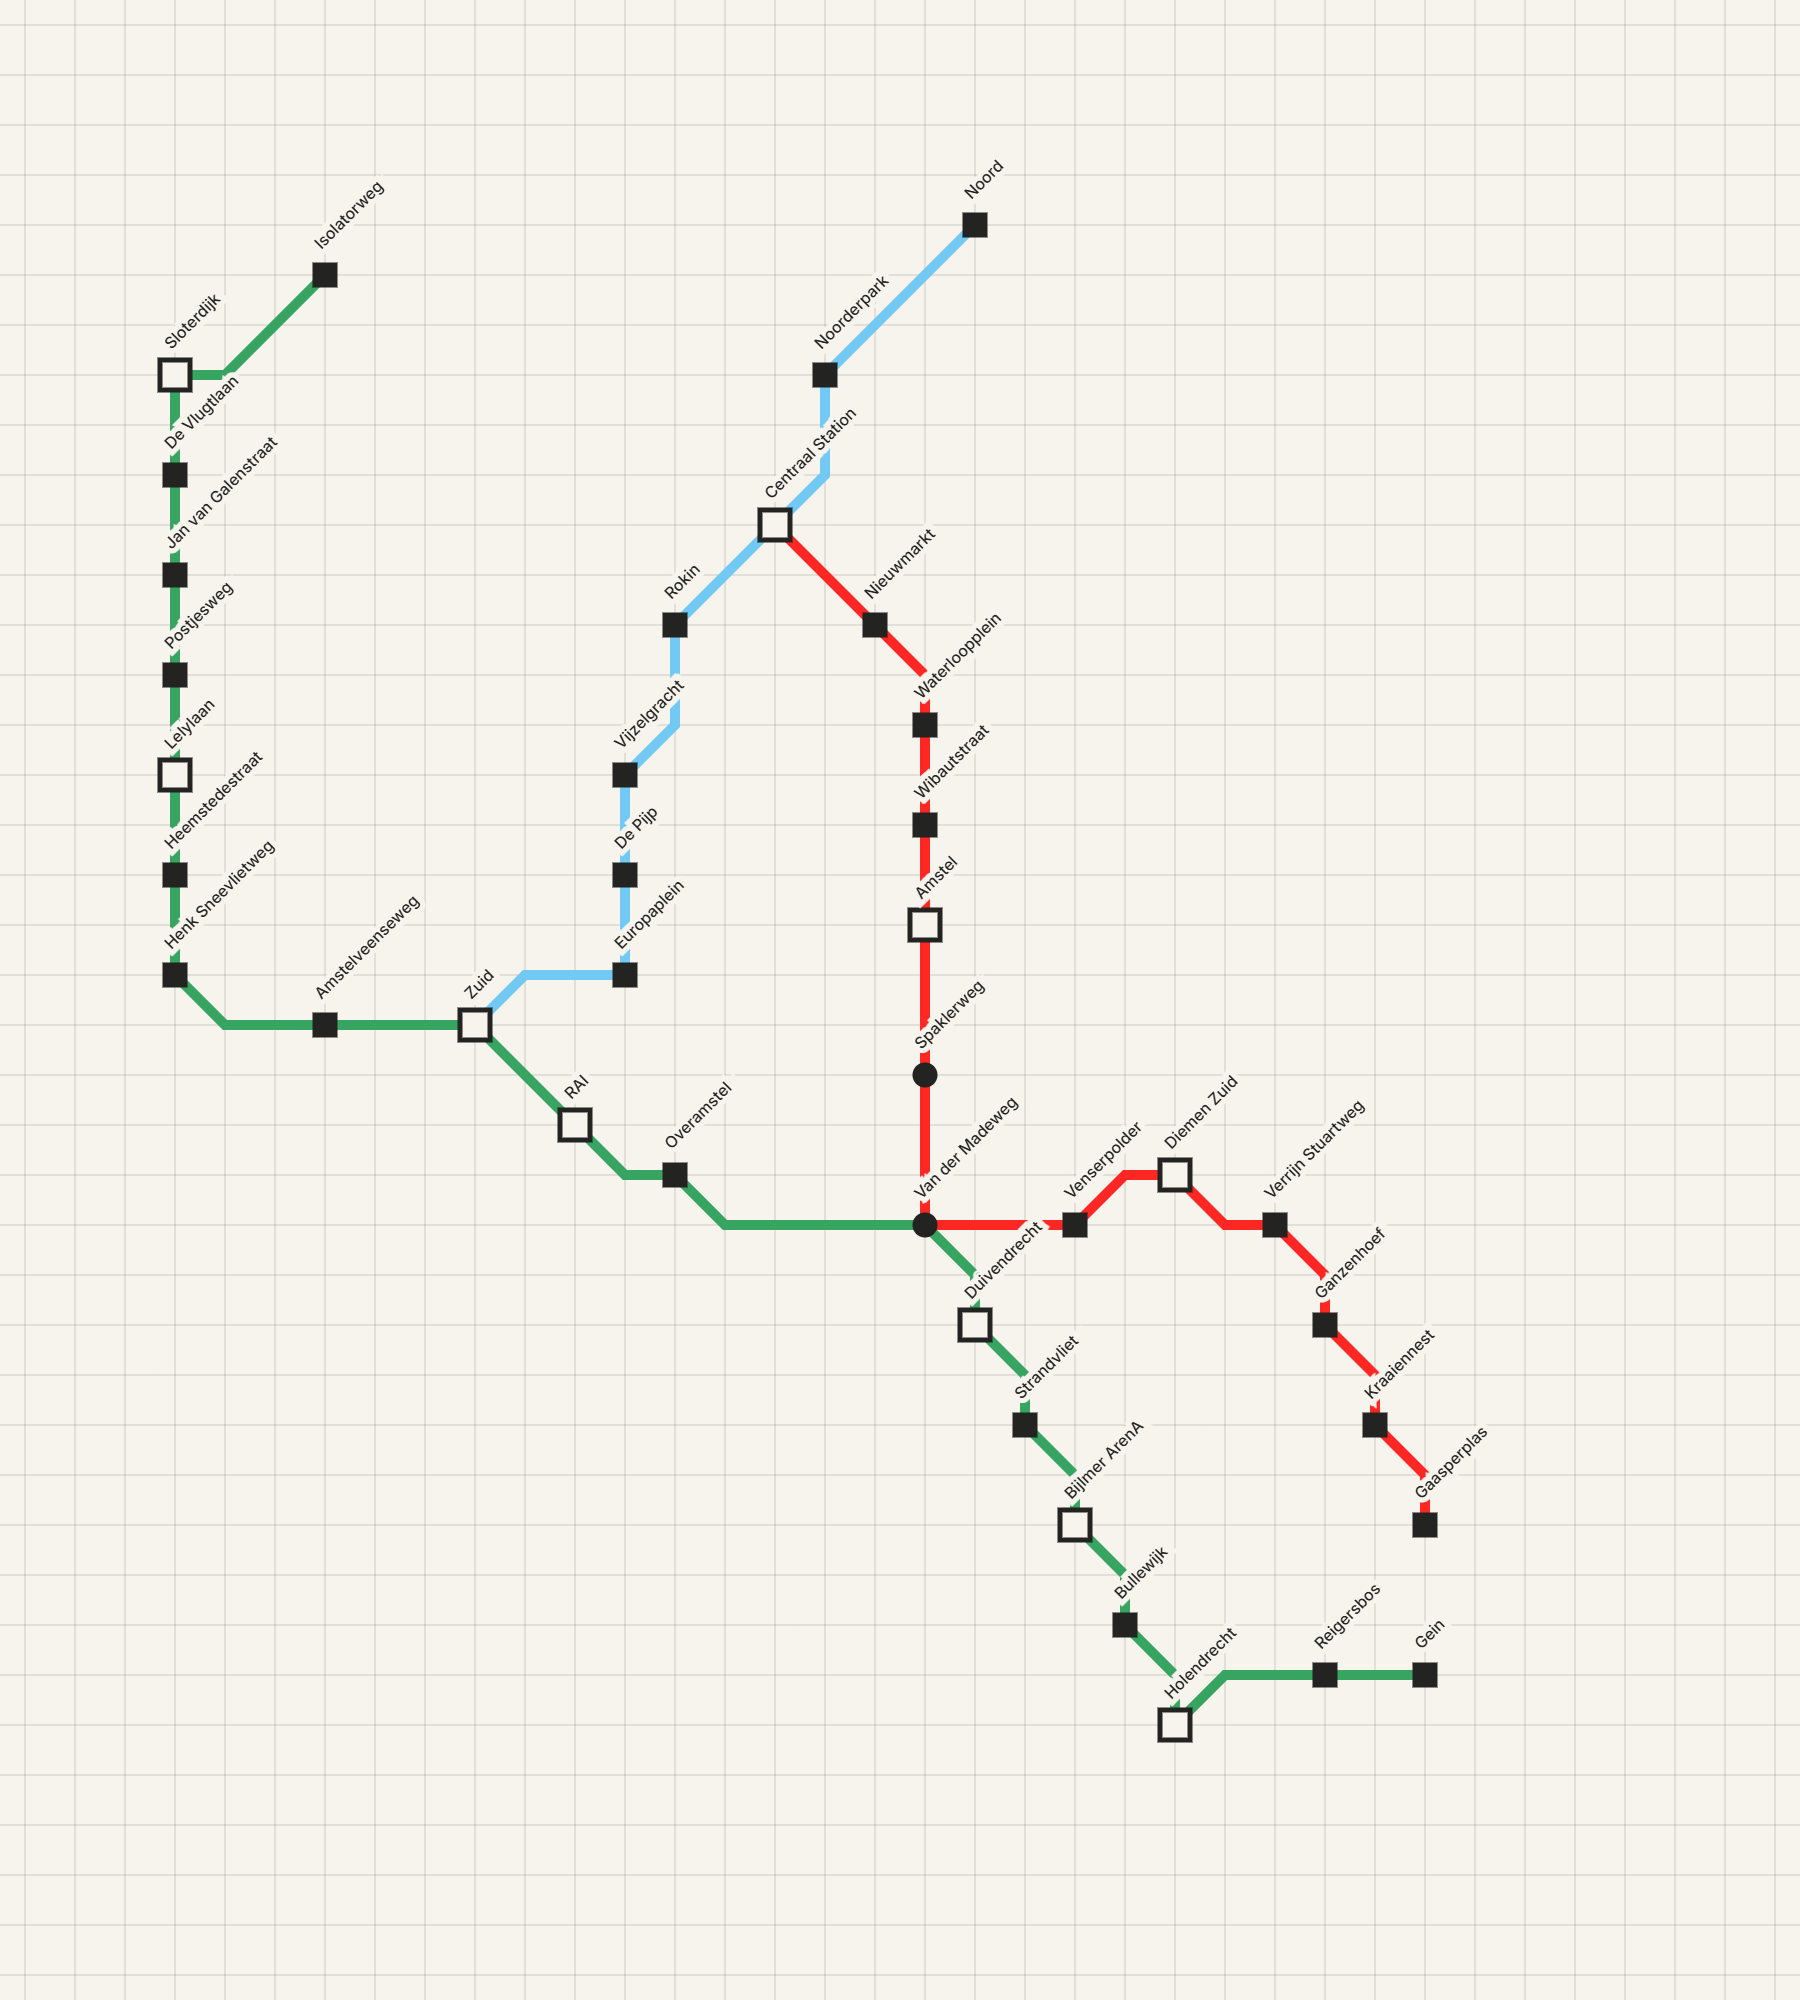 Noord
Isolatorweg
Noorderpark
Sloterdijk
De Vlugtlaan
Centraal Station
Jan van Galenstraat
Nieuwmarkt
Rokin
Postjesweg
Waterloopplein
Lelylaan
Vijzelgracht
Wibautstraat
Heemstedestraat
De Pijp
Amstel
Henk Sneevlietweg
Europaplein
Amstelveenseweg
Zuid
Spaklerweg
RAI
Overamstel
Diemen Zuid
Van der Madeweg
Venserpolder
Verrijn Stuartweg
Duivendrecht
Ganzenhoef
Strandvliet
Kraaiennest
Bijlmer ArenA
Gaasperplas
Bullewijk
Reigersbos
Gein
Holendrecht